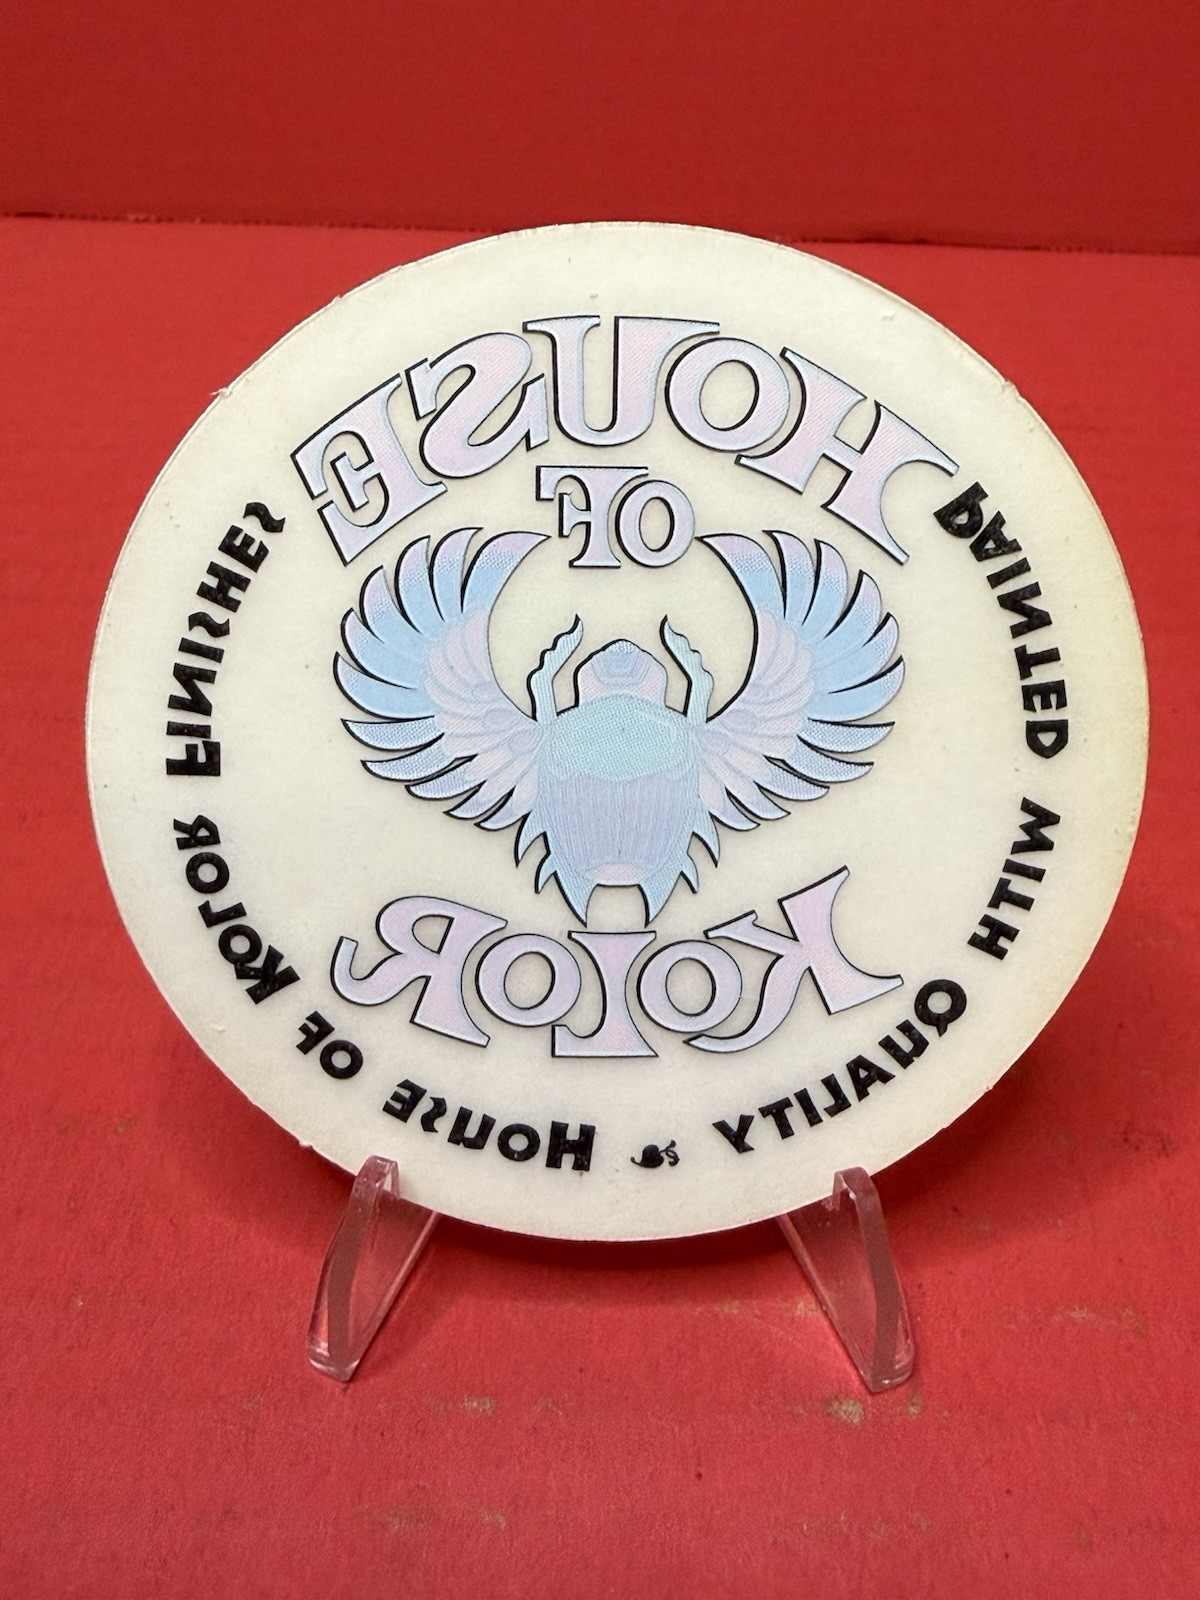 HOUSE
OF
KOLOR
PAINTED WITH QUALITY HOUSE OF KOLOR FINISHES